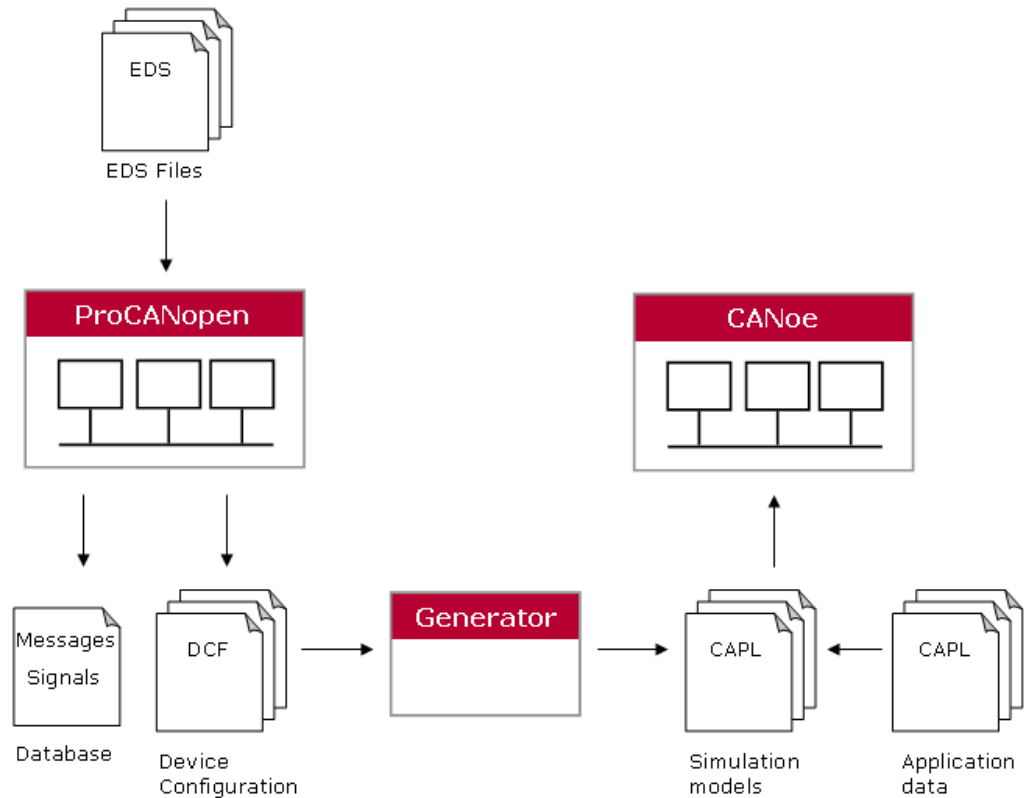 EDS
EDS Files
ProCANopen
CANoe
Messages
Signals
Database
DCF
Device
Configuration
Generator
CAPL
Simulation
models
CAPL
Application
data